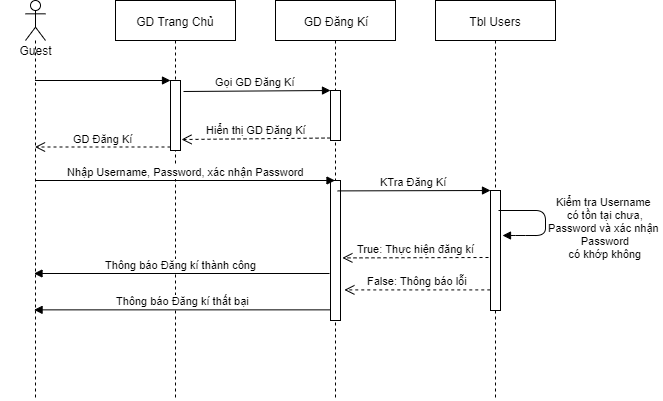 GD Trang Chủ
GD Đăng Kí
Tbl Users
Guest
Gọi GD Đăng Kí
Hiển thị GD Đăng Kí
GD Đăng Kí
Nhập Username, Password, xác nhận Password
KTra Đăng Kí
Kiểm tra Username
có tồn tại chưa,
Password và xác nhận
Password
có khớp không
True: Thực hiện đăng kí
Thông báo Đăng kí thành công
False: Thông báo lỗi
Thông báo Đăng kí thất bại